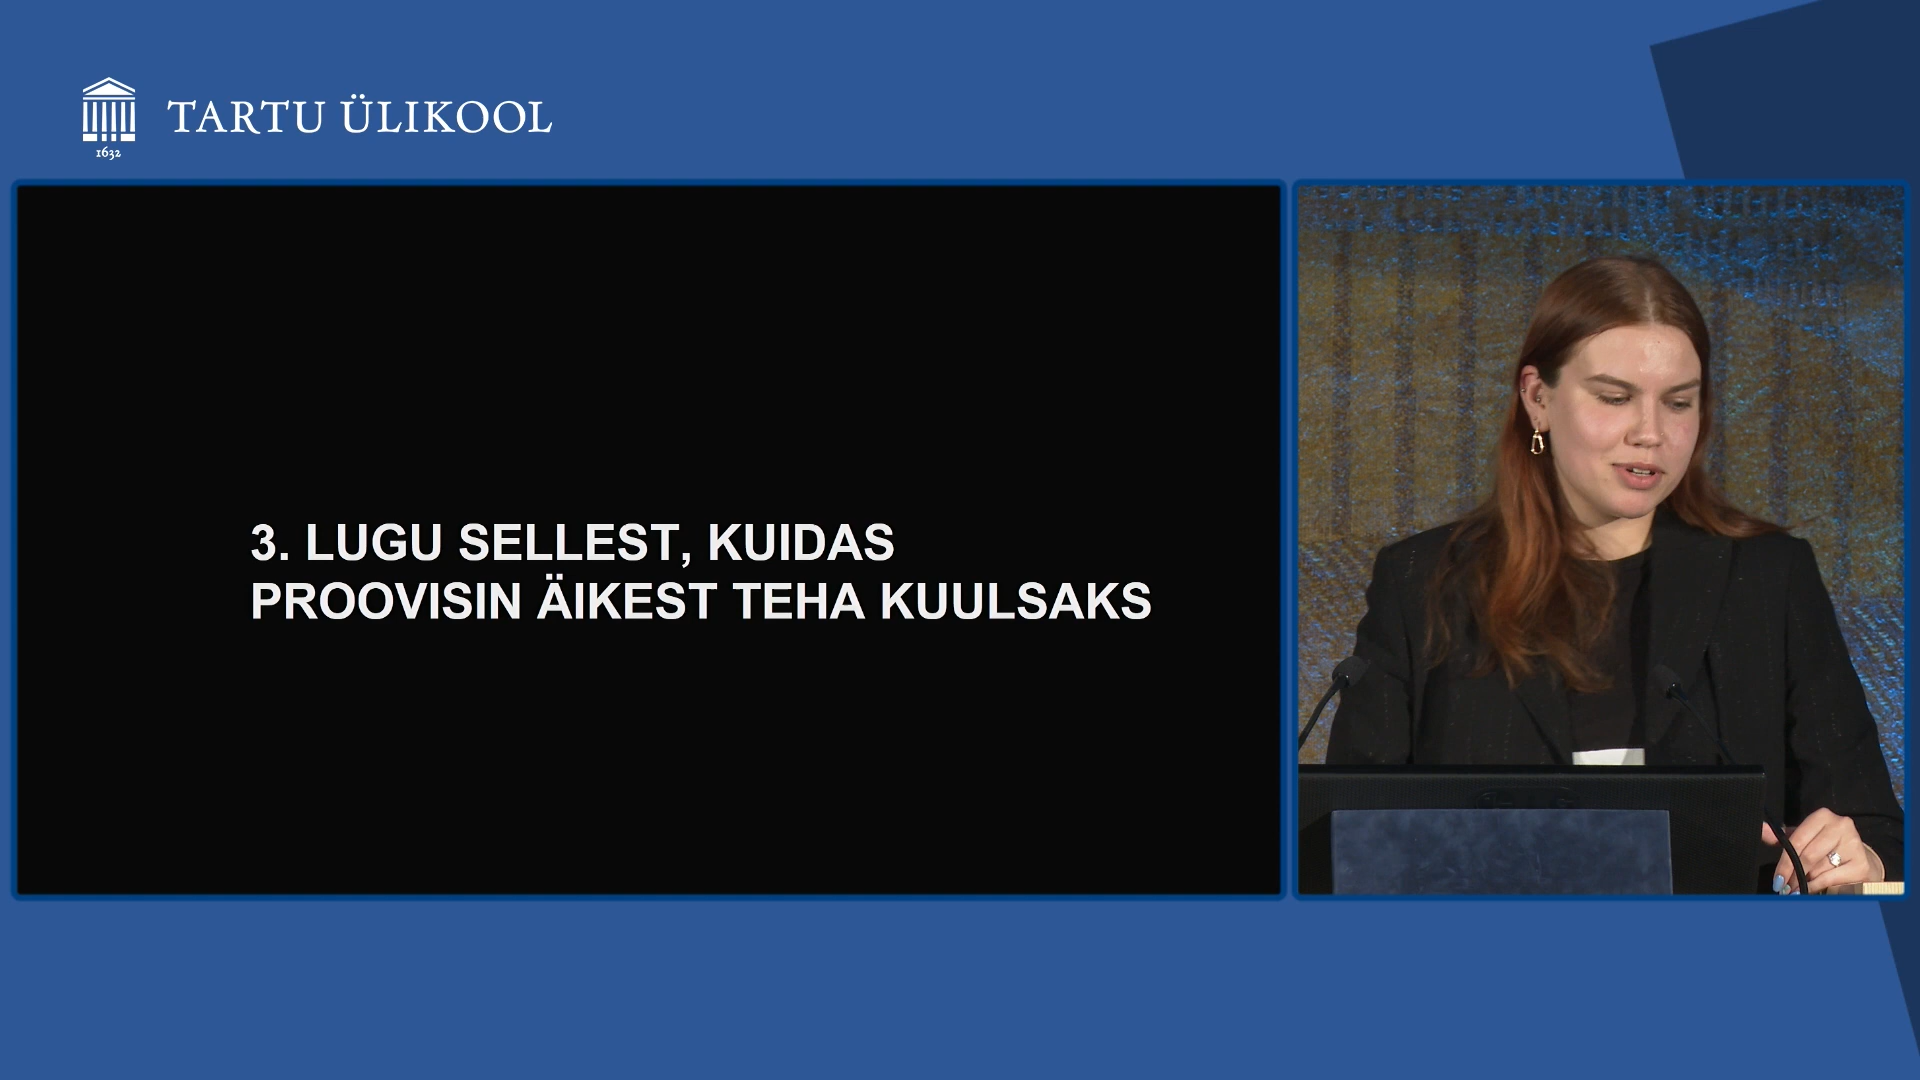 TARTU ÜLIKOOL
1632
3. LUGU SELLEST, KUIDAS
PROOVISIN ÄIKEST TEHA KUULSAKS